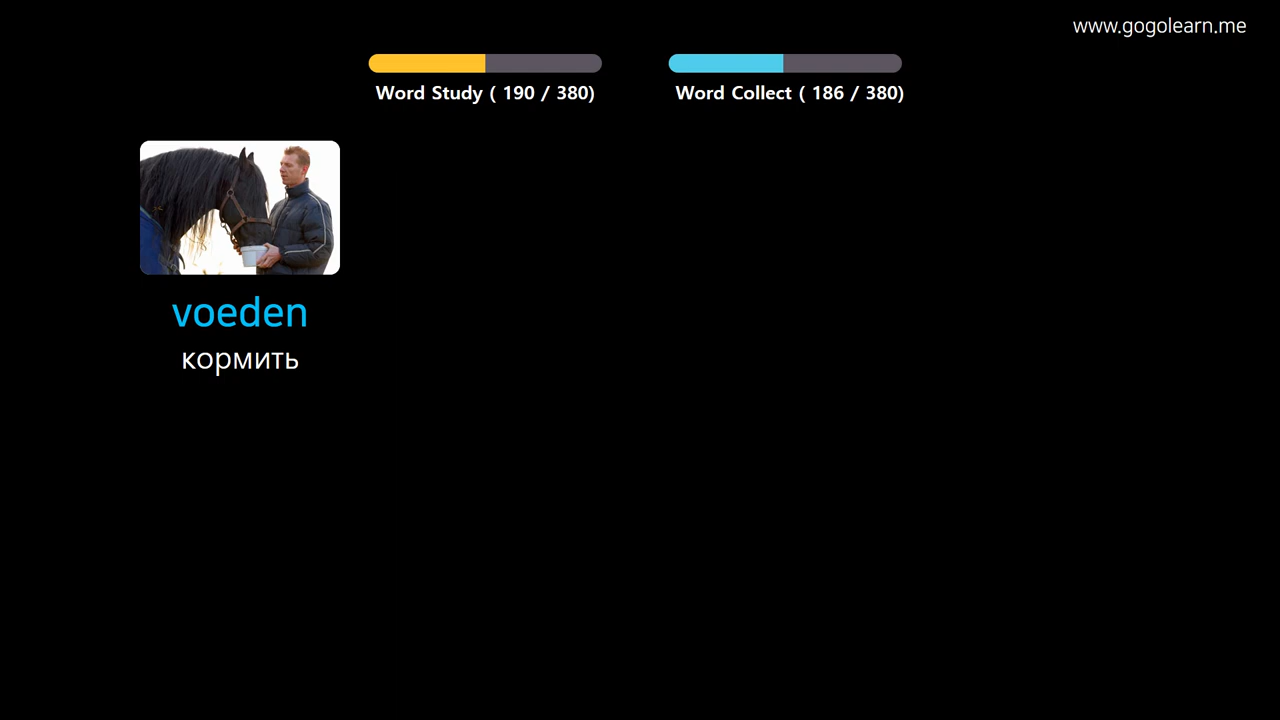 www.gogolearn.me
Word Study ( 190 / 380)
Word Collect ( 186 / 380)
voeden
кормить